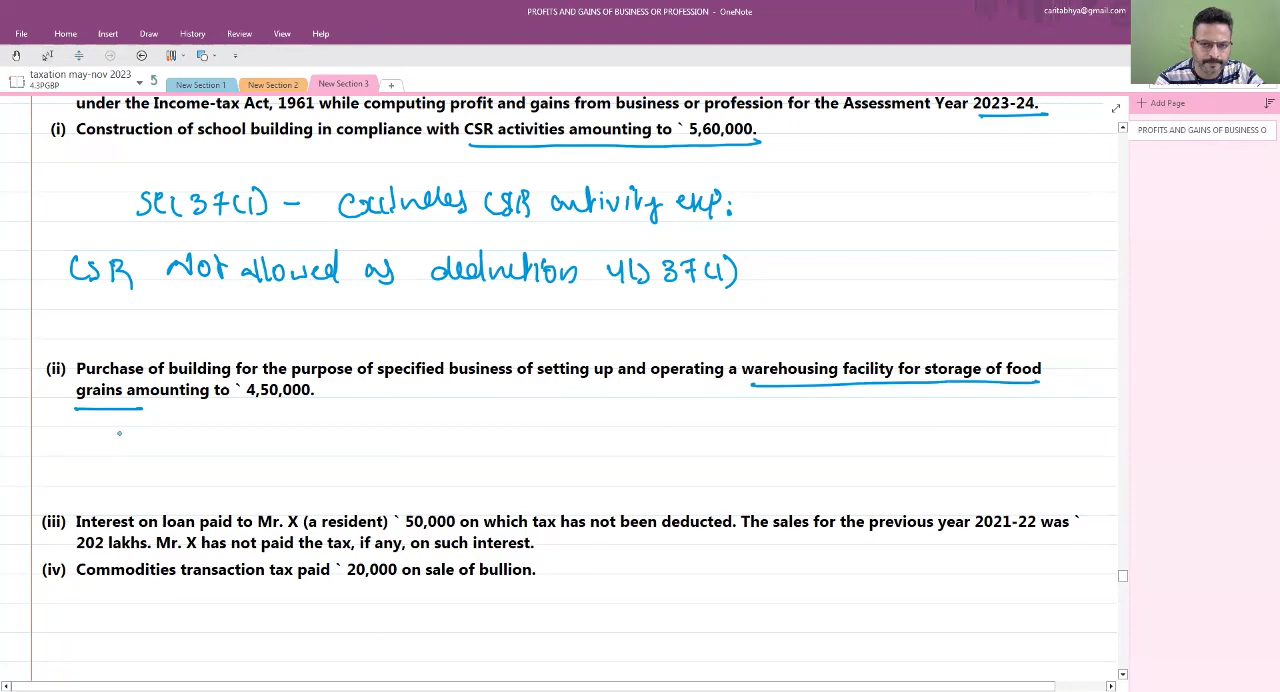 PROFITS AND GAINS OF BUSINESS OR PROFESSION - OneNote
caritabhya@gmail.com
File Home Insert Draw History Review View Help
taxation may-nov 2023
4.3PGBP
5
New Section 1 New Section 2 New Section 3 +
Add Page
PROFITS AND GAINS OF BUSINESS O
under the Income-tax Act, 1961 while computing profit and gains from business or profession for the Assessment Year 2023-24.
(i) Construction of school building in compliance with CSR activities amounting to ` 5,60,000.
Sec 37(1) - excludes CSR activity exp:
CSR Not allowed as deduction u/s 37(1)
(ii) Purchase of building for the purpose of specified business of setting up and operating a warehousing facility for storage of food
grains amounting to ` 4,50,000.
(iii) Interest on loan paid to Mr. X (a resident) ` 50,000 on which tax has not been deducted. The sales for the previous year 2021-22 was `
202 lakhs. Mr. X has not paid the tax, if any, on such interest.
(iv) Commodities transaction tax paid ` 20,000 on sale of bullion.